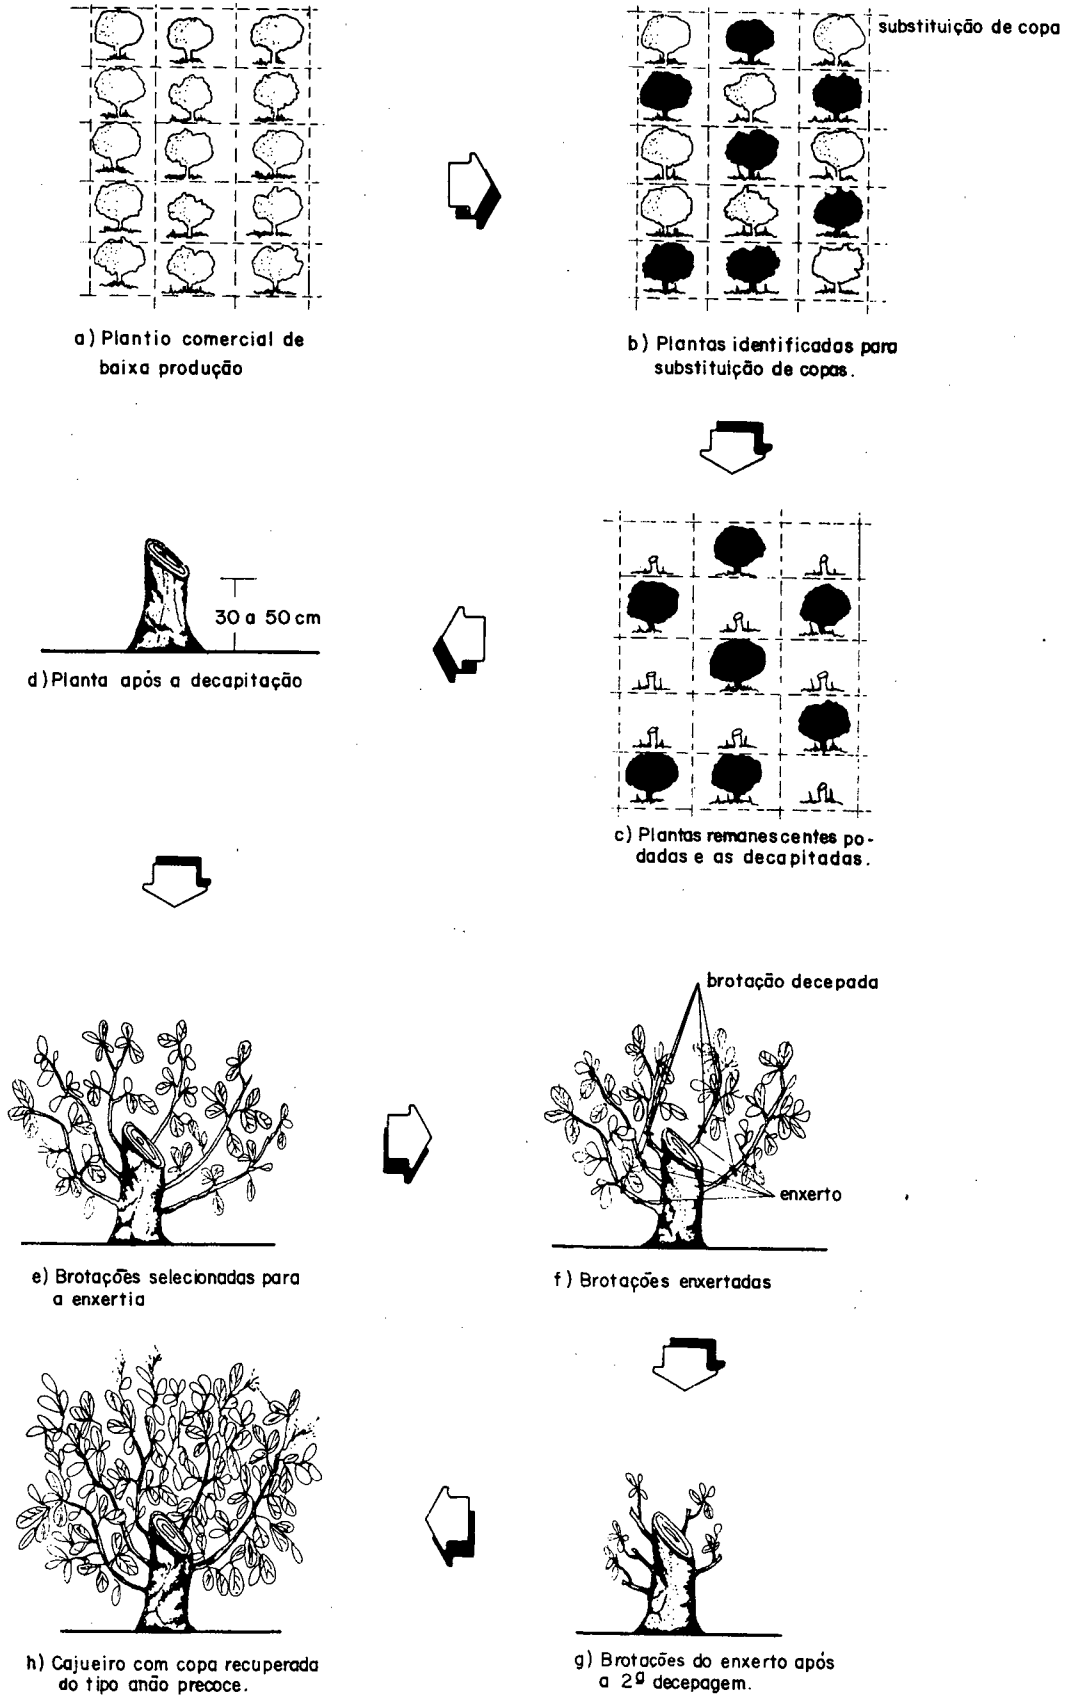 substituição de copa
a) Plantio comercial de
baixa produção
b) Plantas identificadas para
substituição de copas.
30 a 50 cm
d) Planta após a decapitação
c) Plantas remanescentes po-
dadas e as decapitadas.
brotação decepada
enxerto
e) Brotações selecionadas para
a enxertia
f) Brotações enxertadas
h) Cajueiro com copa recuperada
do tipo anão precoce.
g) Brotações do enxerto após
a 2ª decepagem.